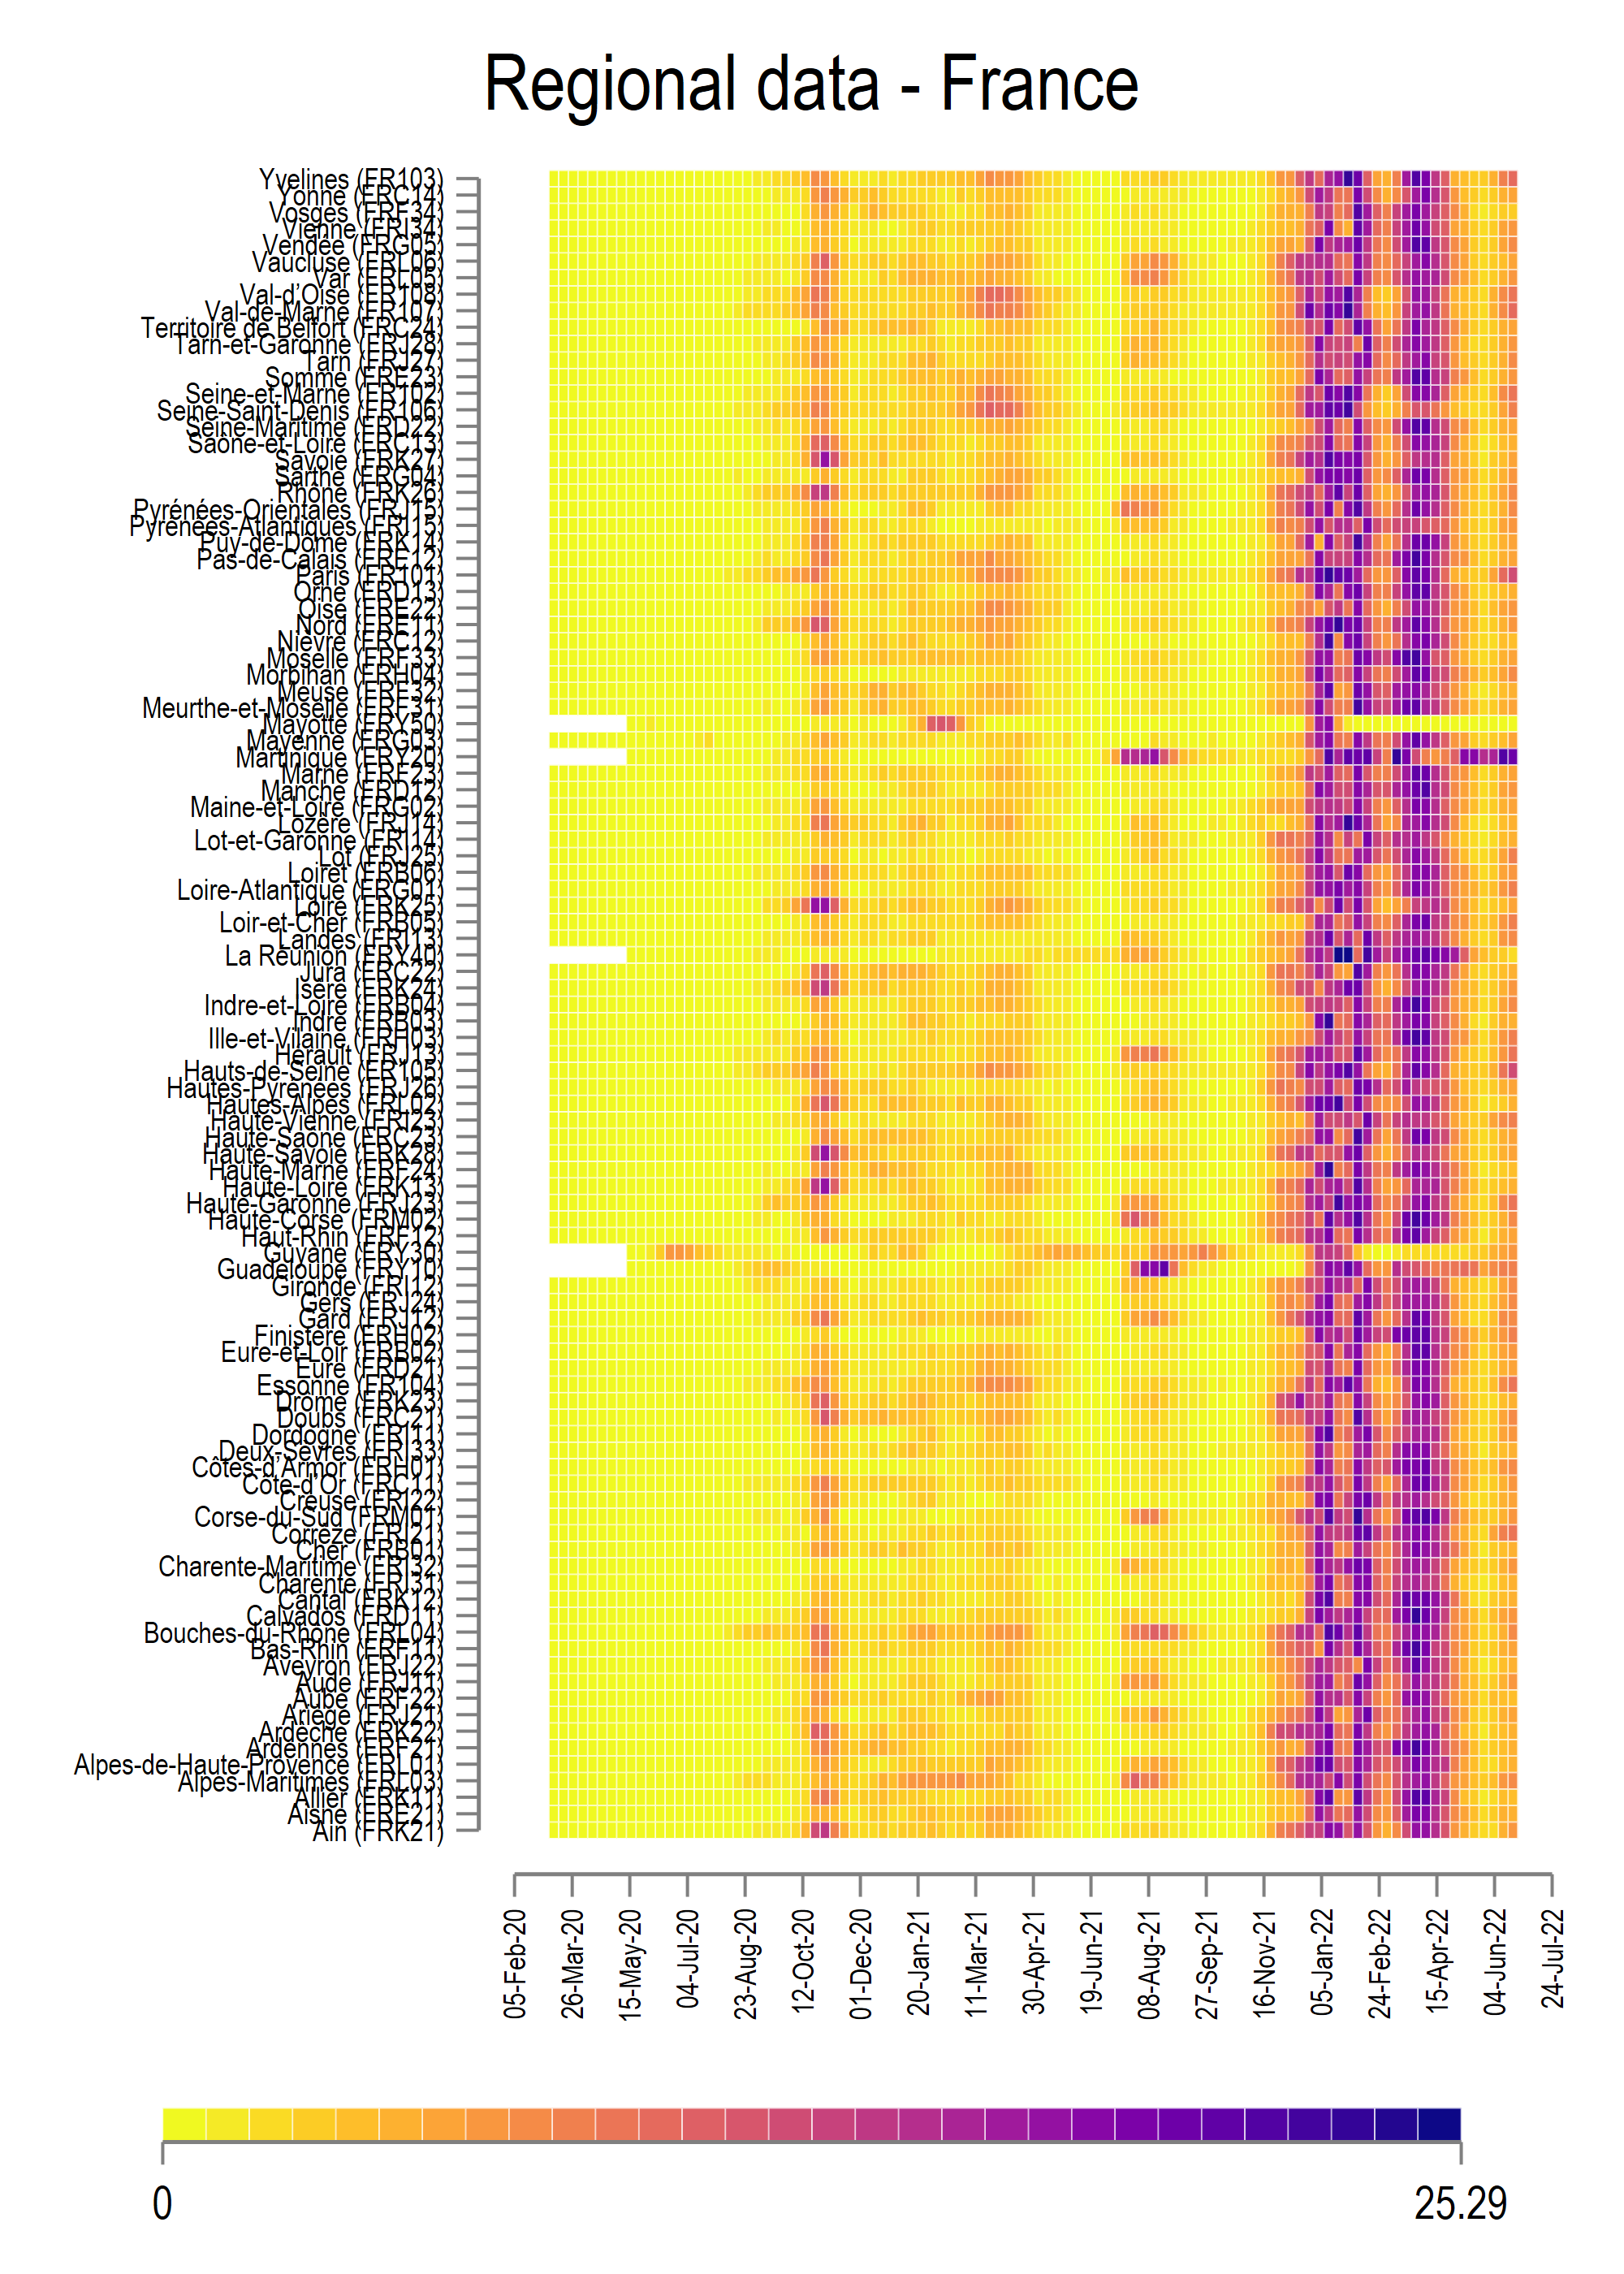 Regional data - France
Yvelines (FR103)
Yonne (FRC14)
Vosges (FRF34)
Vienne (FRI34)
Vendée (FRG05)
Vaucluse (FRL06)
Var (FRL05)
Val-d'Oise (FR108)
Val-de-Marne (FR107)
Territoire de Belfort (FRC24)
Tarn-et-Garonne (FRJ28)
Tarn (FRJ27)
Somme (FRE23)
Seine-et-Marne (FR102)
Seine-Saint-Denis (FR106)
Seine-Maritime (FRD22)
Saône-et-Loire (FRC13)
Savoie (FRK27)
Sarthe (FRG04)
Rhône (FRK26)
Pyrénées-Orientales (FRJ15)
Pyrénées-Atlantiques (FRI15)
Puy-de-Dôme (FRK14)
Pas-de-Calais (FRE12)
Paris (FR101)
Orne (FRD13)
Oise (FRE22)
Nord (FRE11)
Nièvre (FRC12)
Moselle (FRF33)
Morbihan (FRH04)
Meuse (FRF32)
Meurthe-et-Moselle (FRF31)
Mayotte (FRY50)
Mayenne (FRG03)
Martinique (FRY20)
Marne (FRF23)
Manche (FRD12)
Maine-et-Loire (FRG02)
Lozère (FRJ14)
Lot-et-Garonne (FRI14)
Lot (FRJ25)
Loiret (FRB06)
Loire-Atlantique (FRG01)
Loire (FRK25)
Loir-et-Cher (FRB05)
Landes (FRI13)
La Réunion (FRY40)
Jura (FRC22)
Isère (FRK24)
Indre-et-Loire (FRB04)
Indre (FRB03)
Ille-et-Vilaine (FRH03)
Hérault (FRJ13)
Hauts-de-Seine (FR105)
Hautes-Pyrénées (FRJ26)
Hautes-Alpes (FRL02)
Haute-Vienne (FRI23)
Haute-Saône (FRC23)
Haute-Savoie (FRK28)
Haute-Marne (FRF24)
Haute-Loire (FRK13)
Haute-Garonne (FRJ23)
Haute-Corse (FRM02)
Haut-Rhin (FRF12)
Guyane (FRY30)
Guadeloupe (FRY10)
Gironde (FRI12)
Gers (FRJ24)
Gard (FRJ12)
Finistère (FRH02)
Eure-et-Loir (FRB02)
Eure (FRD21)
Essonne (FR104)
Drôme (FRK23)
Doubs (FRC21)
Dordogne (FRI11)
Deux-Sèvres (FRI33)
Côtes-d'Armor (FRH01)
Côte-d'Or (FRC11)
Creuse (FRI22)
Corse-du-Sud (FRM01)
Corrèze (FRI21)
Cher (FRB01)
Charente-Maritime (FRI32)
Charente (FRI31)
Cantal (FRK12)
Calvados (FRD11)
Bouches-du-Rhône (FRL04)
Bas-Rhin (FRF11)
Aveyron (FRJ22)
Aude (FRJ11)
Aube (FRF22)
Ariège (FRJ21)
Ardèche (FRK22)
Ardennes (FRF21)
Alpes-de-Haute-Provence (FRL01)
Alpes-Maritimes (FRL03)
Allier (FRK11)
Aisne (FRE21)
Ain (FRK21)
05-Feb-20
26-Mar-20
15-May-20
04-Jul-20
23-Aug-20
12-Oct-20
01-Dec-20
20-Jan-21
11-Mar-21
30-Apr-21
19-Jun-21
08-Aug-21
27-Sep-21
16-Nov-21
05-Jan-22
24-Feb-22
15-Apr-22
04-Jun-22
24-Jul-22
0
25.29